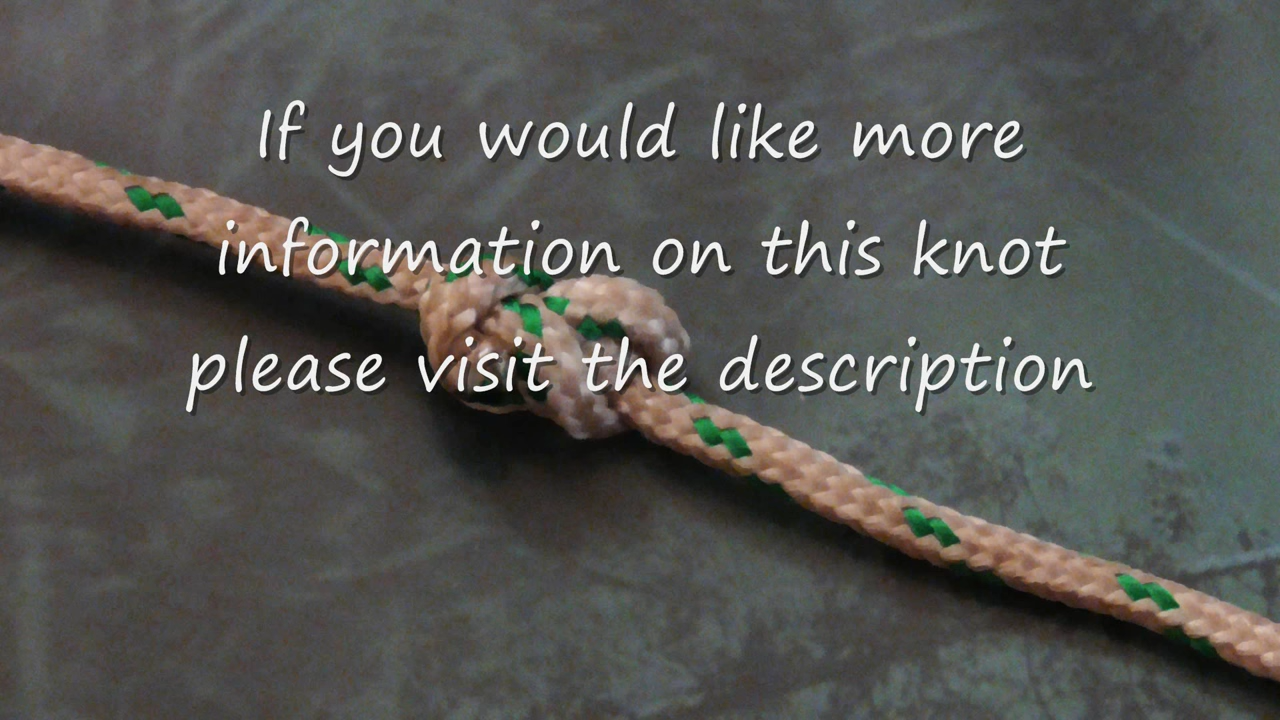 If you would like more
information on this knot
please visit the description